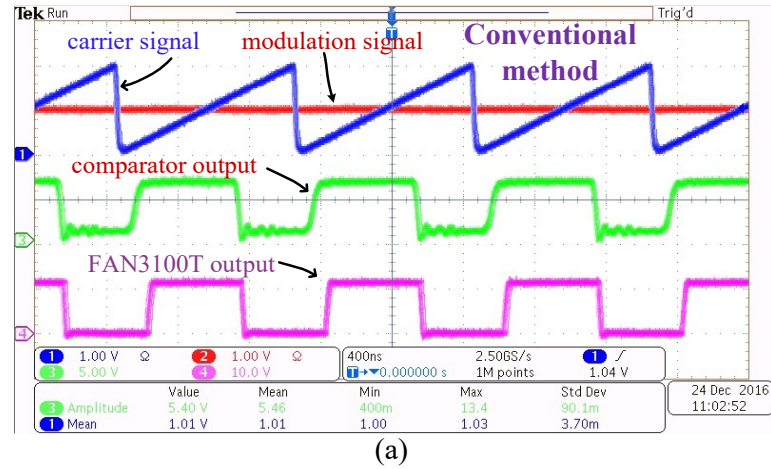 Tek Run Trig'd
T
carrier signal modulation signal Conventional
method
1
comparator output
3
FAN3100T output
4
1 1.00 V Ω 2 1.00 V Ω 400ns 2.50GS/s 1 ƒ
3 5.00 V 4 10.0 V T→▼0.000000 s 1M points 1.04 V
Value Mean Min Max Std Dev 24 Dec 2016
3 Amplitude 5.40 V 5.46 400m 13.4 90.1m 11:02:52
1 Mean 1.01 V 1.01 1.00 1.03 3.70m
(a)